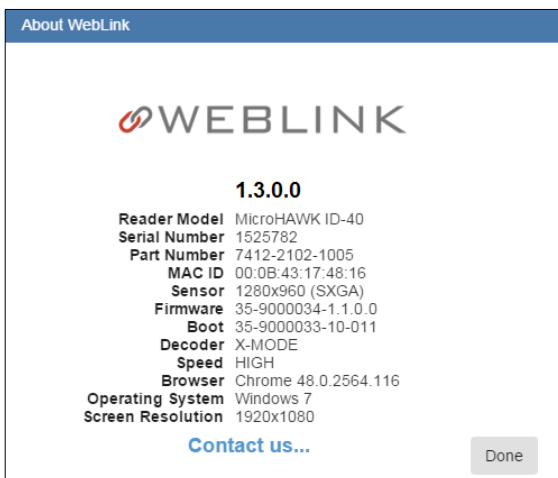 About WebLink
WEBLINK
1.3.0.0
Reader Model MicroHAWK ID-40
Serial Number 1525782
Part Number 7412-2102-1005
MAC ID 00:0B:43:17:48:16
Sensor 1280x960 (SXGA)
Firmware 35-9000034-1.1.0.0
Boot 35-9000033-10-011
Decoder X-MODE
Speed HIGH
Browser Chrome 48.0.2564.116
Operating System Windows 7
Screen Resolution 1920x1080
Contact us...
Done